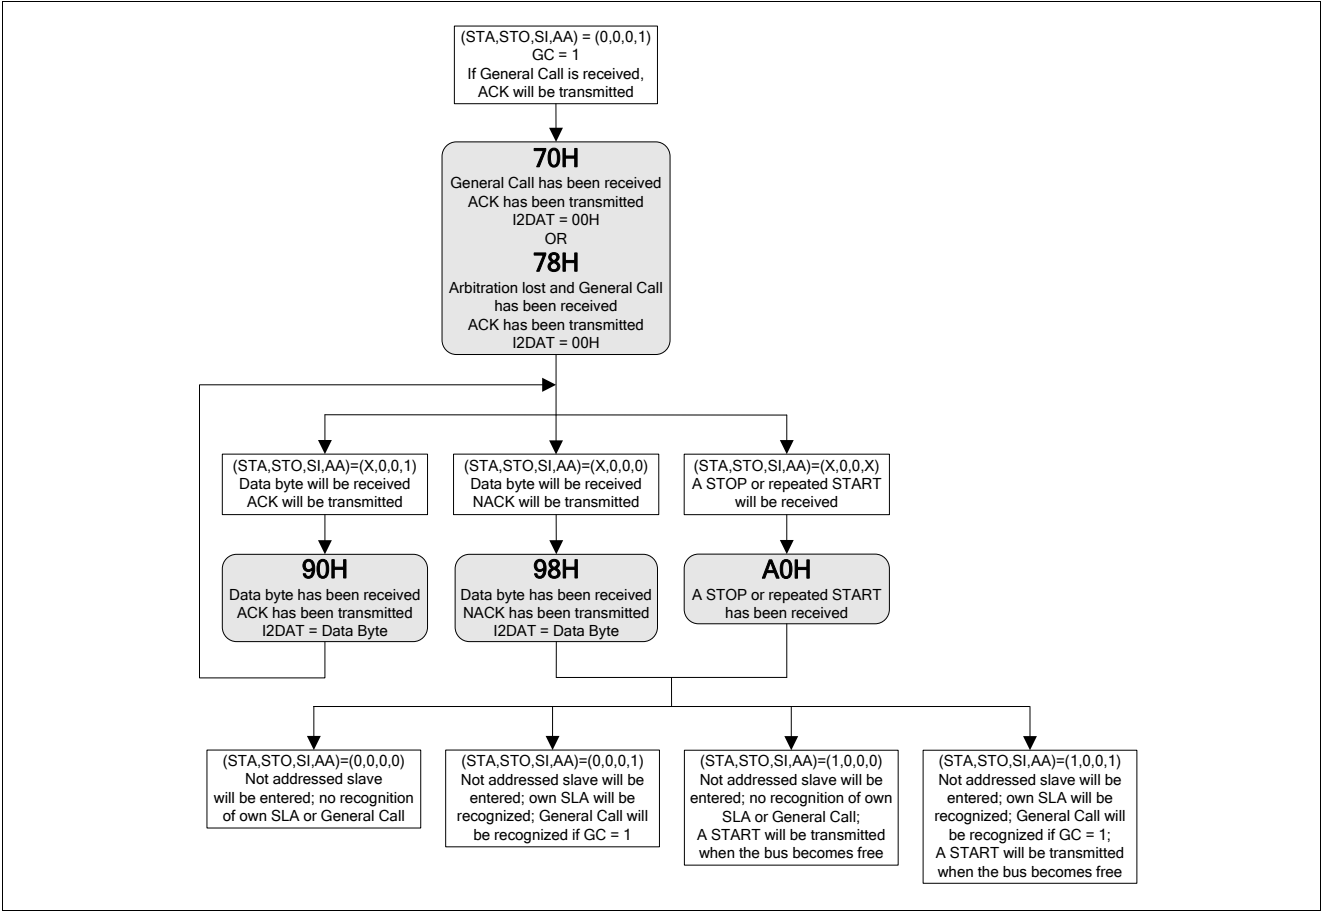 (STA,STO,SI,AA) = (0,0,0,1)
GC = 1
If General Call is received,
ACK will be transmitted
70H
General Call has been received
ACK has been transmitted
I2DAT = 00H
OR
78H
Arbitration lost and General Call
has been received
ACK has been transmitted
I2DAT = 00H
(STA,STO,SI,AA)=(X,0,0,1)
Data byte will be received
ACK will be transmitted
(STA,STO,SI,AA)=(X,0,0,0)
Data byte will be received
NACK will be transmitted
(STA,STO,SI,AA)=(X,0,0,X)
A STOP or repeated START
will be received
90H
Data byte has been received
ACK has been transmitted
I2DAT = Data Byte
98H
Data byte has been received
NACK has been transmitted
I2DAT = Data Byte
A0H
A STOP or repeated START
has been received
(STA,STO,SI,AA)=(0,0,0,0)
Not addressed slave
will be entered; no recognition
of own SLA or General Call
(STA,STO,SI,AA)=(0,0,0,1)
Not addressed slave will be
entered; own SLA will be
recognized; General Call will
be recognized if GC = 1
(STA,STO,SI,AA)=(1,0,0,0)
Not addressed slave will be
entered; no recognition of own
SLA or General Call;
A START will be transmitted
when the bus becomes free
(STA,STO,SI,AA)=(1,0,0,1)
Not addressed slave will be
entered; own SLA will be
recognized; General Call will
be recognized if GC = 1;
A START will be transmitted
when the bus becomes free